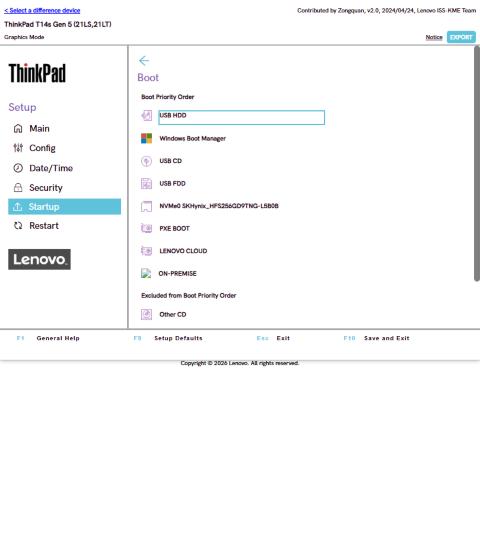 < Select a difference device
Contributed by Zongquan, v2.0, 2024/04/24, Lenovo ISS-KME Team
ThinkPad T14s Gen 5 (21LS,21LT)
Graphics Mode
Notice
EXPORT
ThinkPad
Setup
Main
Config
Date/Time
Security
Startup
Restart
Lenovo
Boot
Boot Priority Order
USB HDD
Windows Boot Manager
USB CD
USB FDD
NVMe0 SKHynix_HFS256GD9TNG-L5B0B
PXE BOOT
LENOVO CLOUD
ON-PREMISE
Excluded from Boot Priority Order
Other CD
F1 General Help
F9 Setup Defaults
Esc Exit
F10 Save and Exit
Copyright © 2026 Lenovo. All rights reserved.